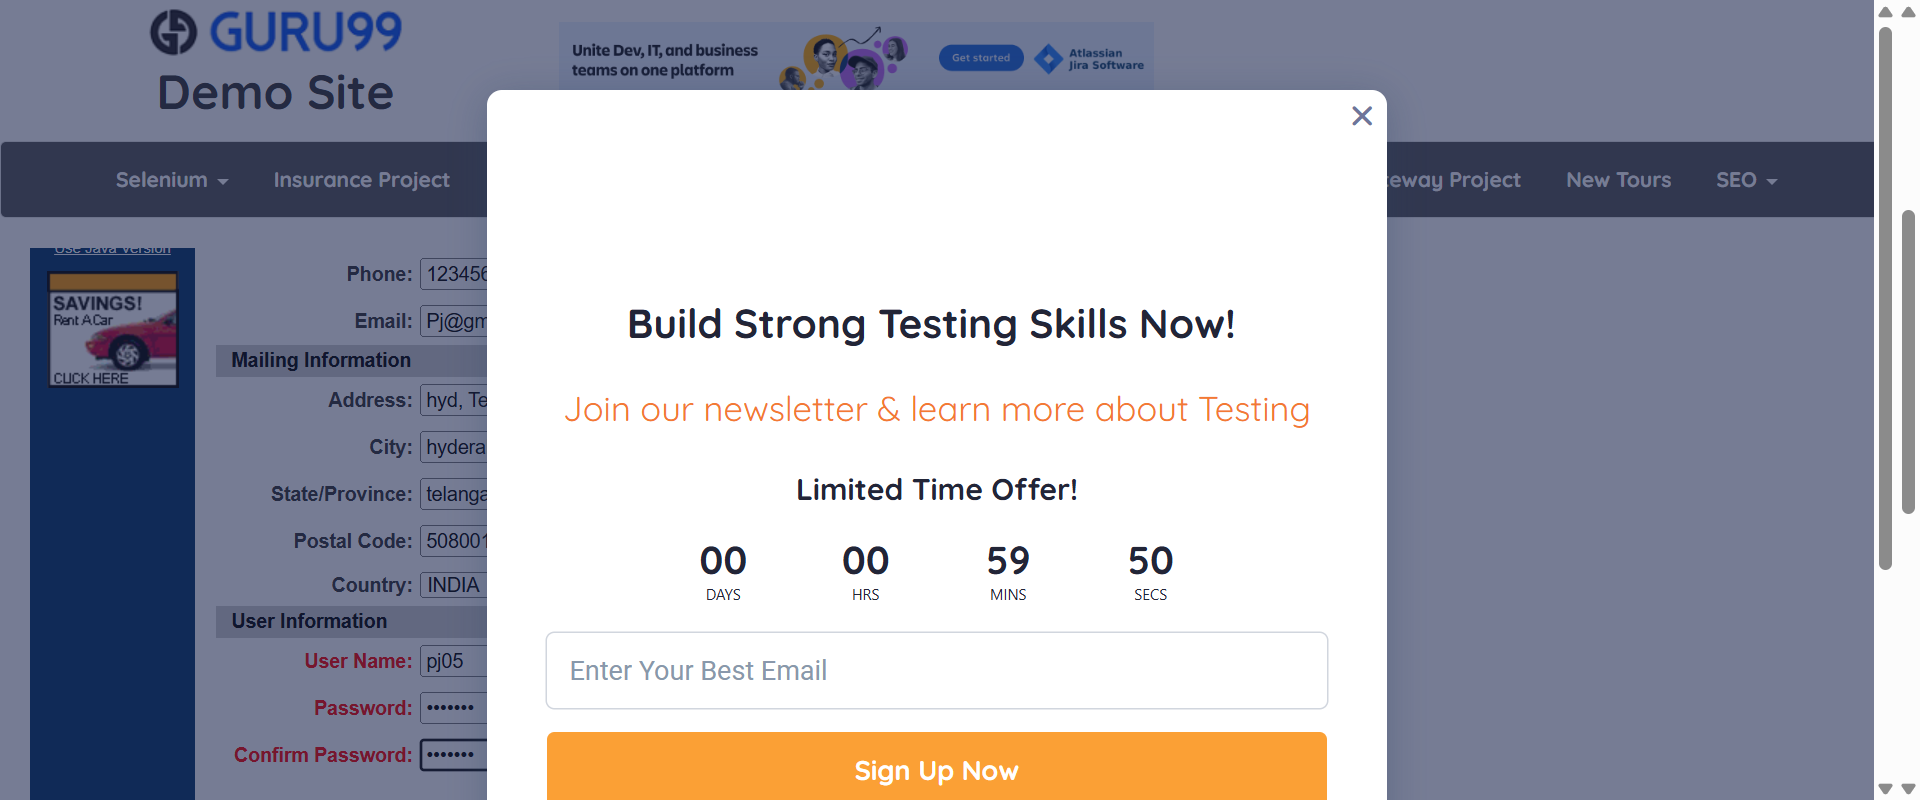 GURU99
Demo Site
Unite Dev, IT, and business
teams on one platform
Get started
Atlassian
Jira Software
Selenium
Insurance Project
eway Project
New Tours
SEO
Use Java Version
SAVINGS!
Rent A Car
CLICK HERE
Phone: 123456
Email: Pj@gm
Mailing Information
Address: hyd, Te
City: hydera
State/Province: telanga
Postal Code: 508001
Country: INDIA
User Information
User Name: pj05
Password: •••••••
Confirm Password: •••••••
Build Strong Testing Skills Now!
Join our newsletter & learn more about Testing
Limited Time Offer!
00 00 59 50
DAYS HRS MINS SECS
Enter Your Best Email
Sign Up Now